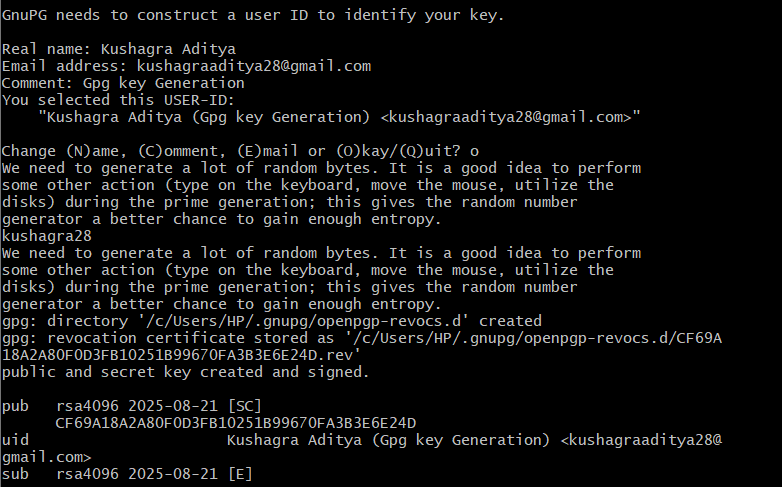 GnuPG needs to construct a user ID to identify your key.
Real name: Kushagra Aditya
Email address: kushagraaditya28@gmail.com
Comment: Gpg key Generation
You selected this USER-ID:
"Kushagra Aditya (Gpg key Generation) <kushagraaditya28@gmail.com>"
Change (N)ame, (C)omment, (E)mail or (O)kay/(Q)uit? o
We need to generate a lot of random bytes. It is a good idea to perform
some other action (type on the keyboard, move the mouse, utilize the
disks) during the prime generation; this gives the random number
generator a better chance to gain enough entropy.
kushagra28
We need to generate a lot of random bytes. It is a good idea to perform
some other action (type on the keyboard, move the mouse, utilize the
disks) during the prime generation; this gives the random number
generator a better chance to gain enough entropy.
gpg: directory '/c/Users/HP/.gnupg/openpgp-revocs.d' created
gpg: revocation certificate stored as '/c/Users/HP/.gnupg/openpgp-revocs.d/CF69A
18A2A80F0D3FB10251B99670FA3B3E6E24D.rev'
public and secret key created and signed.
pub   rsa4096 2025-08-21 [SC]
CF69A18A2A80F0D3FB10251B99670FA3B3E6E24D
uid                      Kushagra Aditya (Gpg key Generation) <kushagraaditya28@
gmail.com>
sub   rsa4096 2025-08-21 [E]